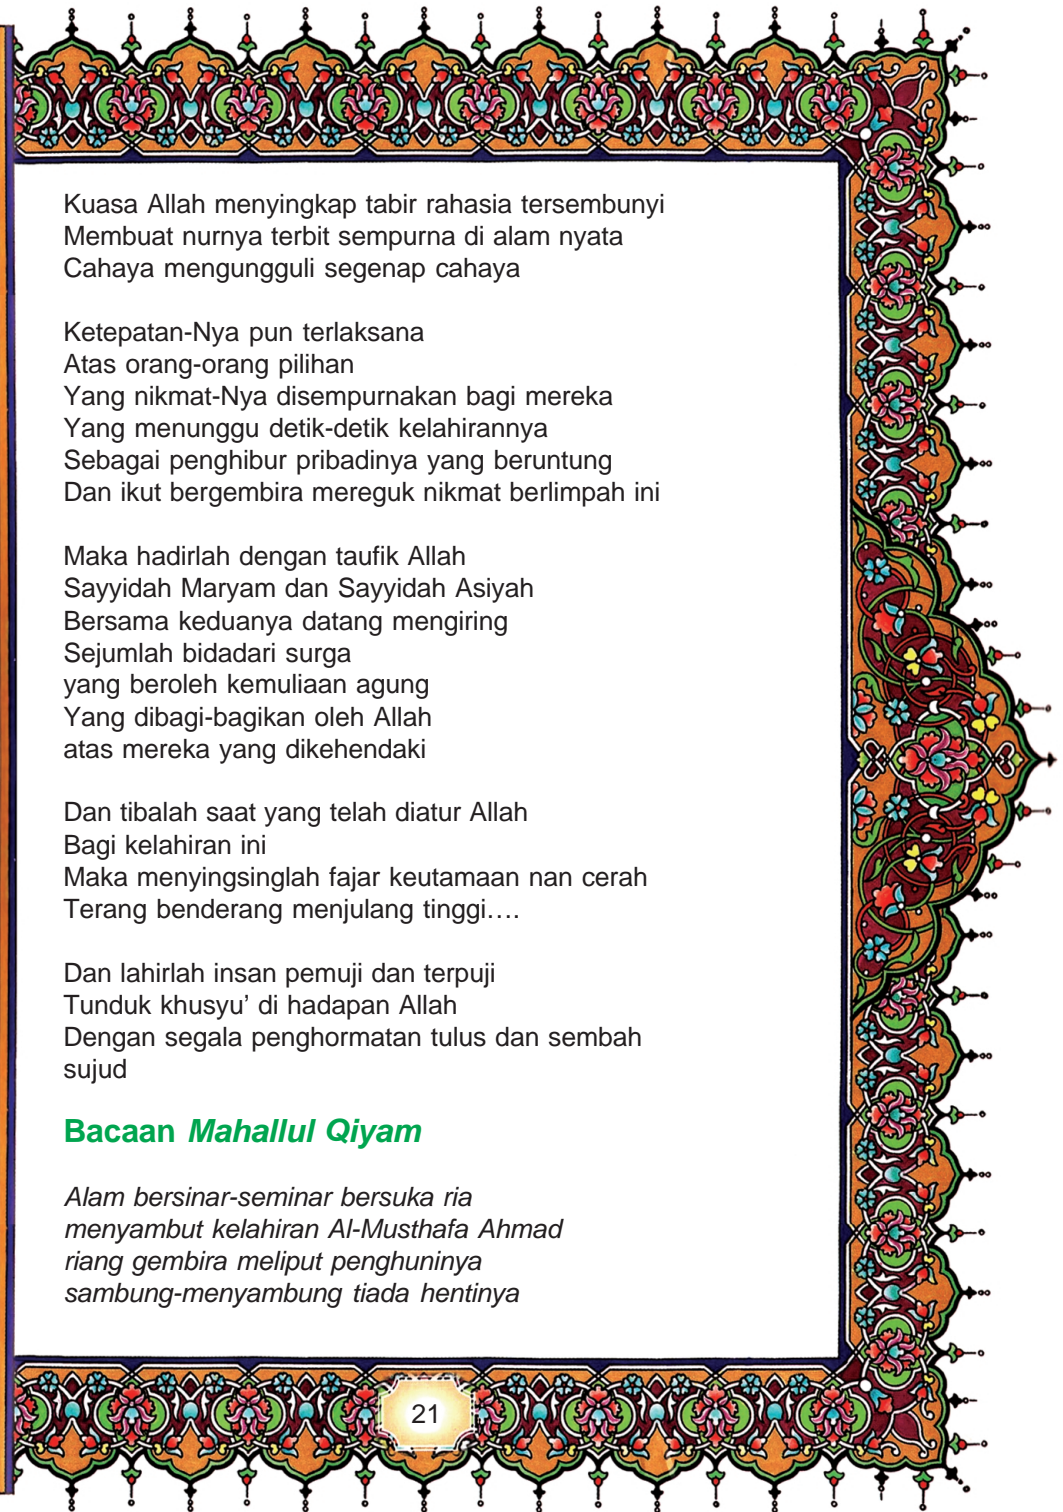 Kuasa Allah menyingkap tabir rahasia tersembunyi
Membuat nurnya terbit sempurna di alam nyata
Cahaya mengungguli segenap cahaya

Ketepatan-Nya pun terlaksana
Atas orang-orang pilihan
Yang nikmat-Nya disempurnakan bagi mereka
Yang menunggu detik-detik kelahirannya
Sebagai penghibur pribadinya yang beruntung
Dan ikut bergembira mereguk nikmat berlimpah ini

Maka hadirlah dengan taufik Allah
Sayyidah Maryam dan Sayyidah Asiyah
Bersama keduanya datang mengiring
Sejumlah bidadari surga
yang beroleh kemuliaan agung
Yang dibagi-bagikan oleh Allah
atas mereka yang dikehendaki

Dan tibalah saat yang telah diatur Allah
Bagi kelahiran ini
Maka menyingsinglah fajar keutamaan nan cerah
Terang benderang menjulang tinggi….

Dan lahirlah insan pemuji dan terpuji
Tunduk khusyu’ di hadapan Allah
Dengan segala penghormatan tulus dan sembah
sujud

Bacaan Mahallul Qiyam

Alam bersinar-seminar bersuka ria
menyambut kelahiran Al-Musthafa Ahmad
riang gembira meliput penghuninya
sambung-menyambung tiada hentinya

21